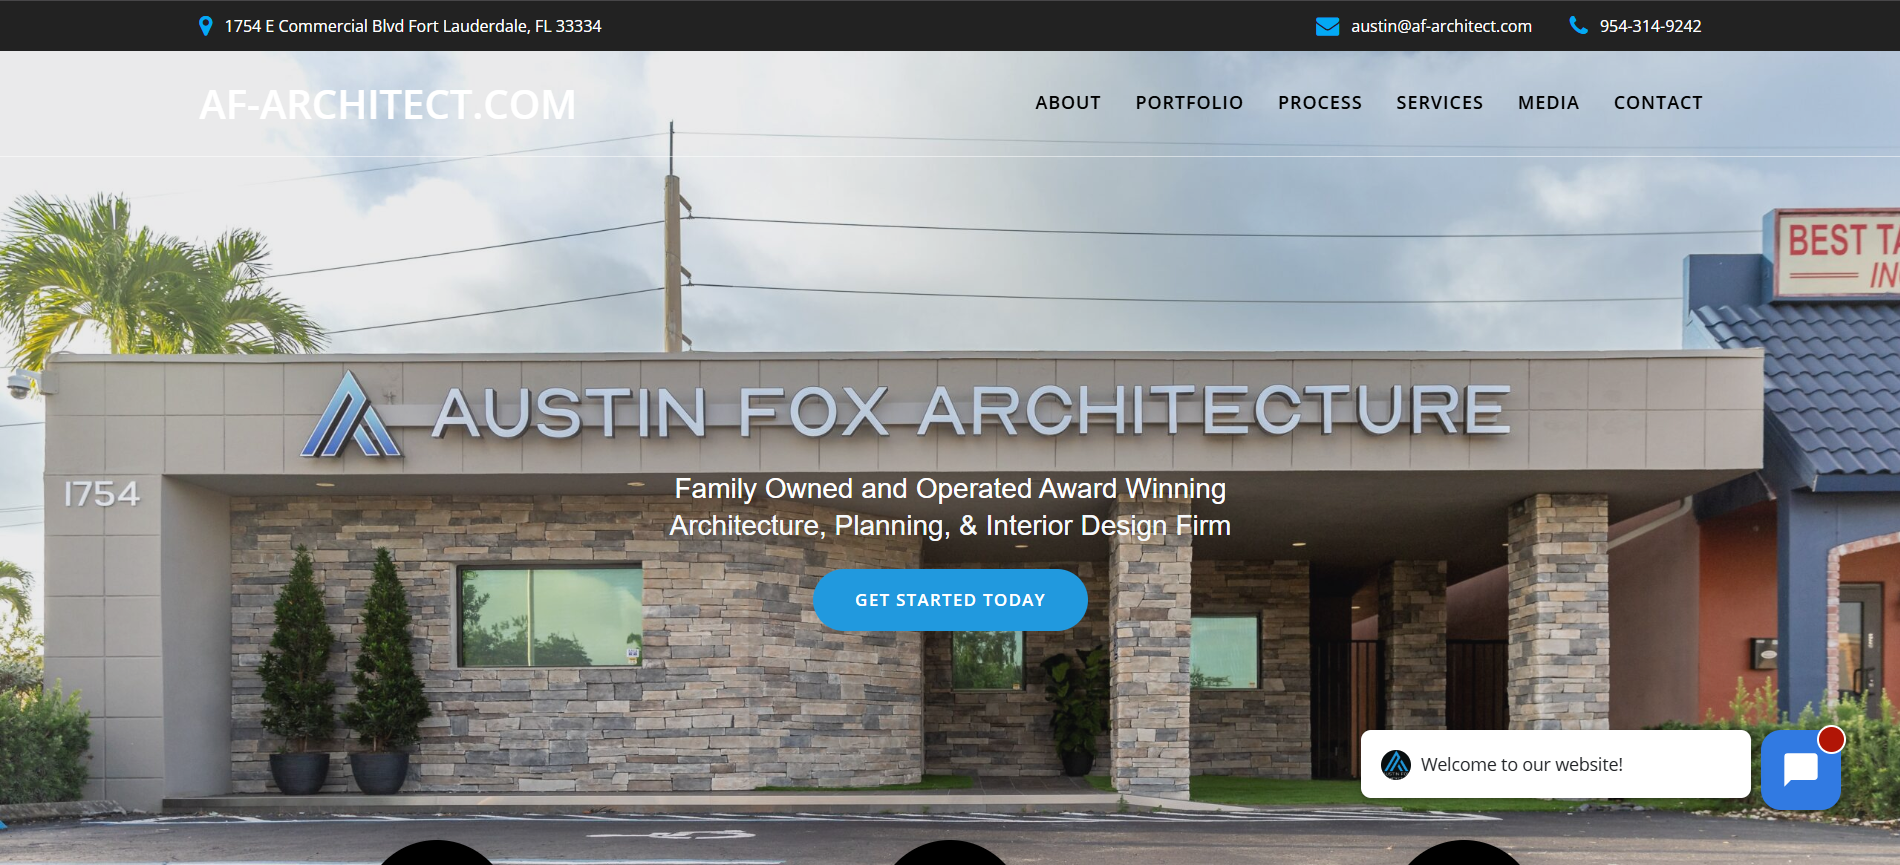 1754 E Commercial Blvd Fort Lauderdale, FL 33334
austin@af-architect.com
954-314-9242
AF-ARCHITECT.COM
ABOUT
PORTFOLIO
PROCESS
SERVICES
MEDIA
CONTACT
BEST
AUSTIN FOX ARCHITECTURE
1754
Family Owned and Operated Award Winning
Architecture, Planning, & Interior Design Firm
GET STARTED TODAY
Welcome to our website!